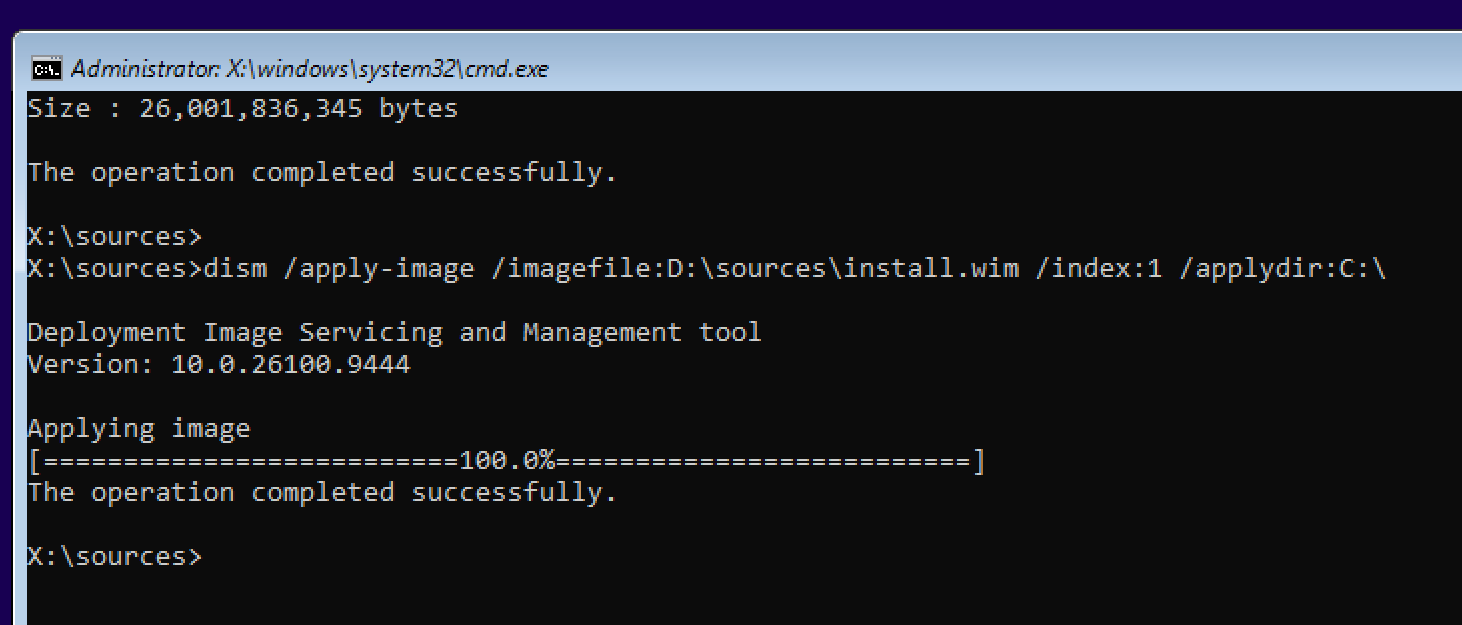 Administrator: X:\windows\system32\cmd.exe
Size : 26,001,836,345 bytes
The operation completed successfully.
X:\sources>
X:\sources>dism /apply-image /imagefile:D:\sources\install.wim /index:1 /applydir:C:\
Deployment Image Servicing and Management tool
Version: 10.0.26100.9444
Applying image
[==========================100.0%==========================]
The operation completed successfully.
X:\sources>